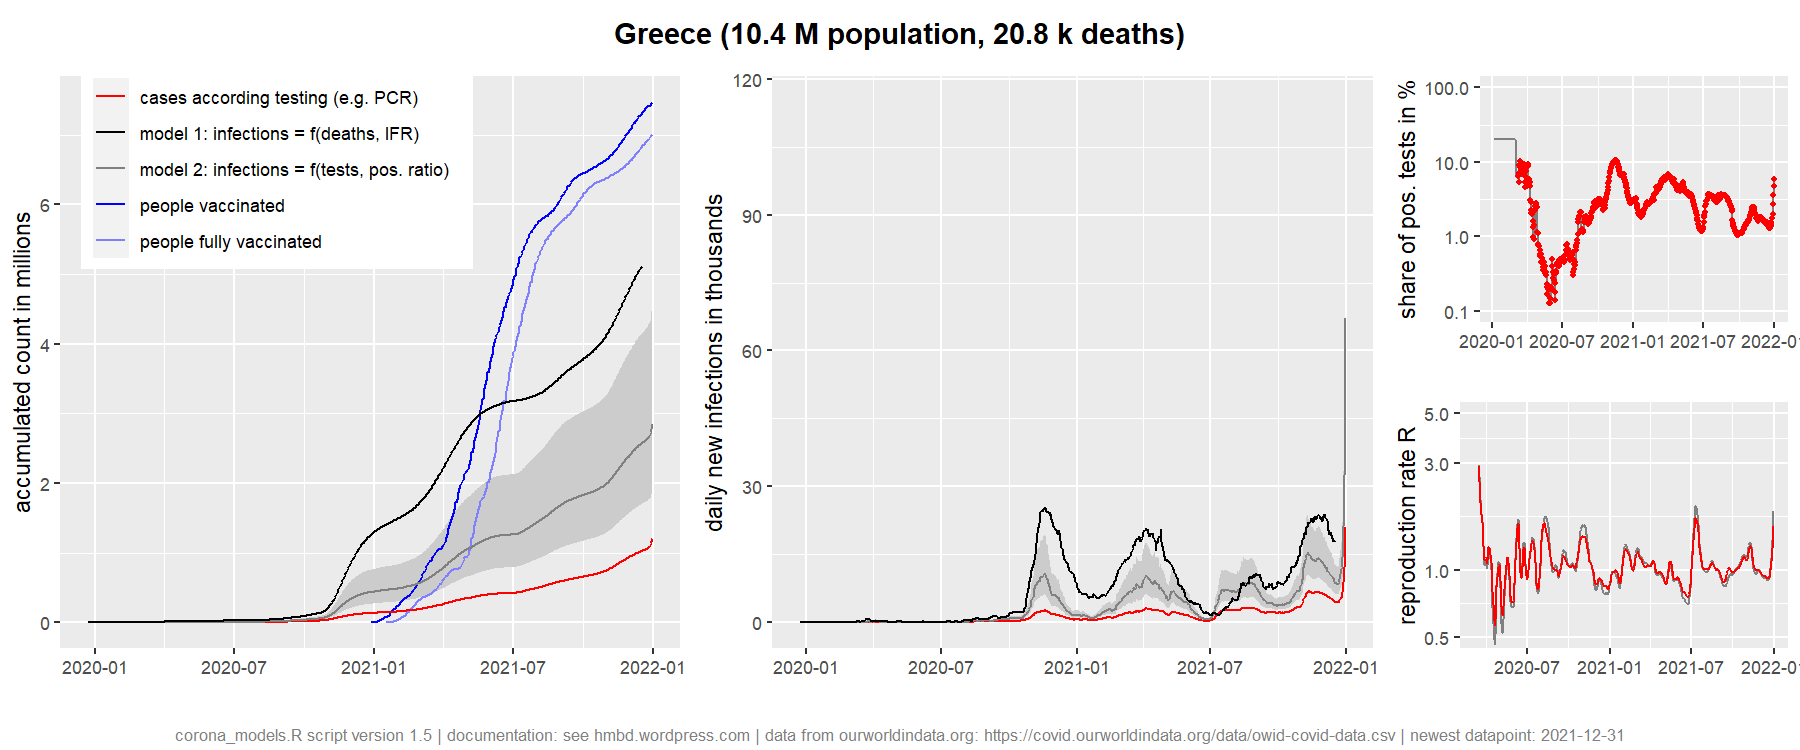 Greece (10.4 M population, 20.8 k deaths)
accumulated count in millions
6
4
2
0
2020-01 2020-07 2021-01 2021-07 2022-01
cases according testing (e.g. PCR)
model 1: infections = f(deaths, IFR)
model 2: infections = f(tests, pos. ratio)
people vaccinated
people fully vaccinated
daily new infections in thousands
120
90
60
30
0
2020-01 2020-07 2021-01 2021-07 2022-01
share of pos. tests in %
100.0
10.0
1.0
0.1
2020-01 2020-07 2021-01 2021-07 2022-01
reproduction rate R
5.0
3.0
1.0
0.5
2020-07 2021-01 2021-07 2022-01
corona_models.R script version 1.5 | documentation: see hmbd.wordpress.com | data from ourworldindata.org: https://covid.ourworldindata.org/data/owid-covid-data.csv | newest datapoint: 2021-12-31